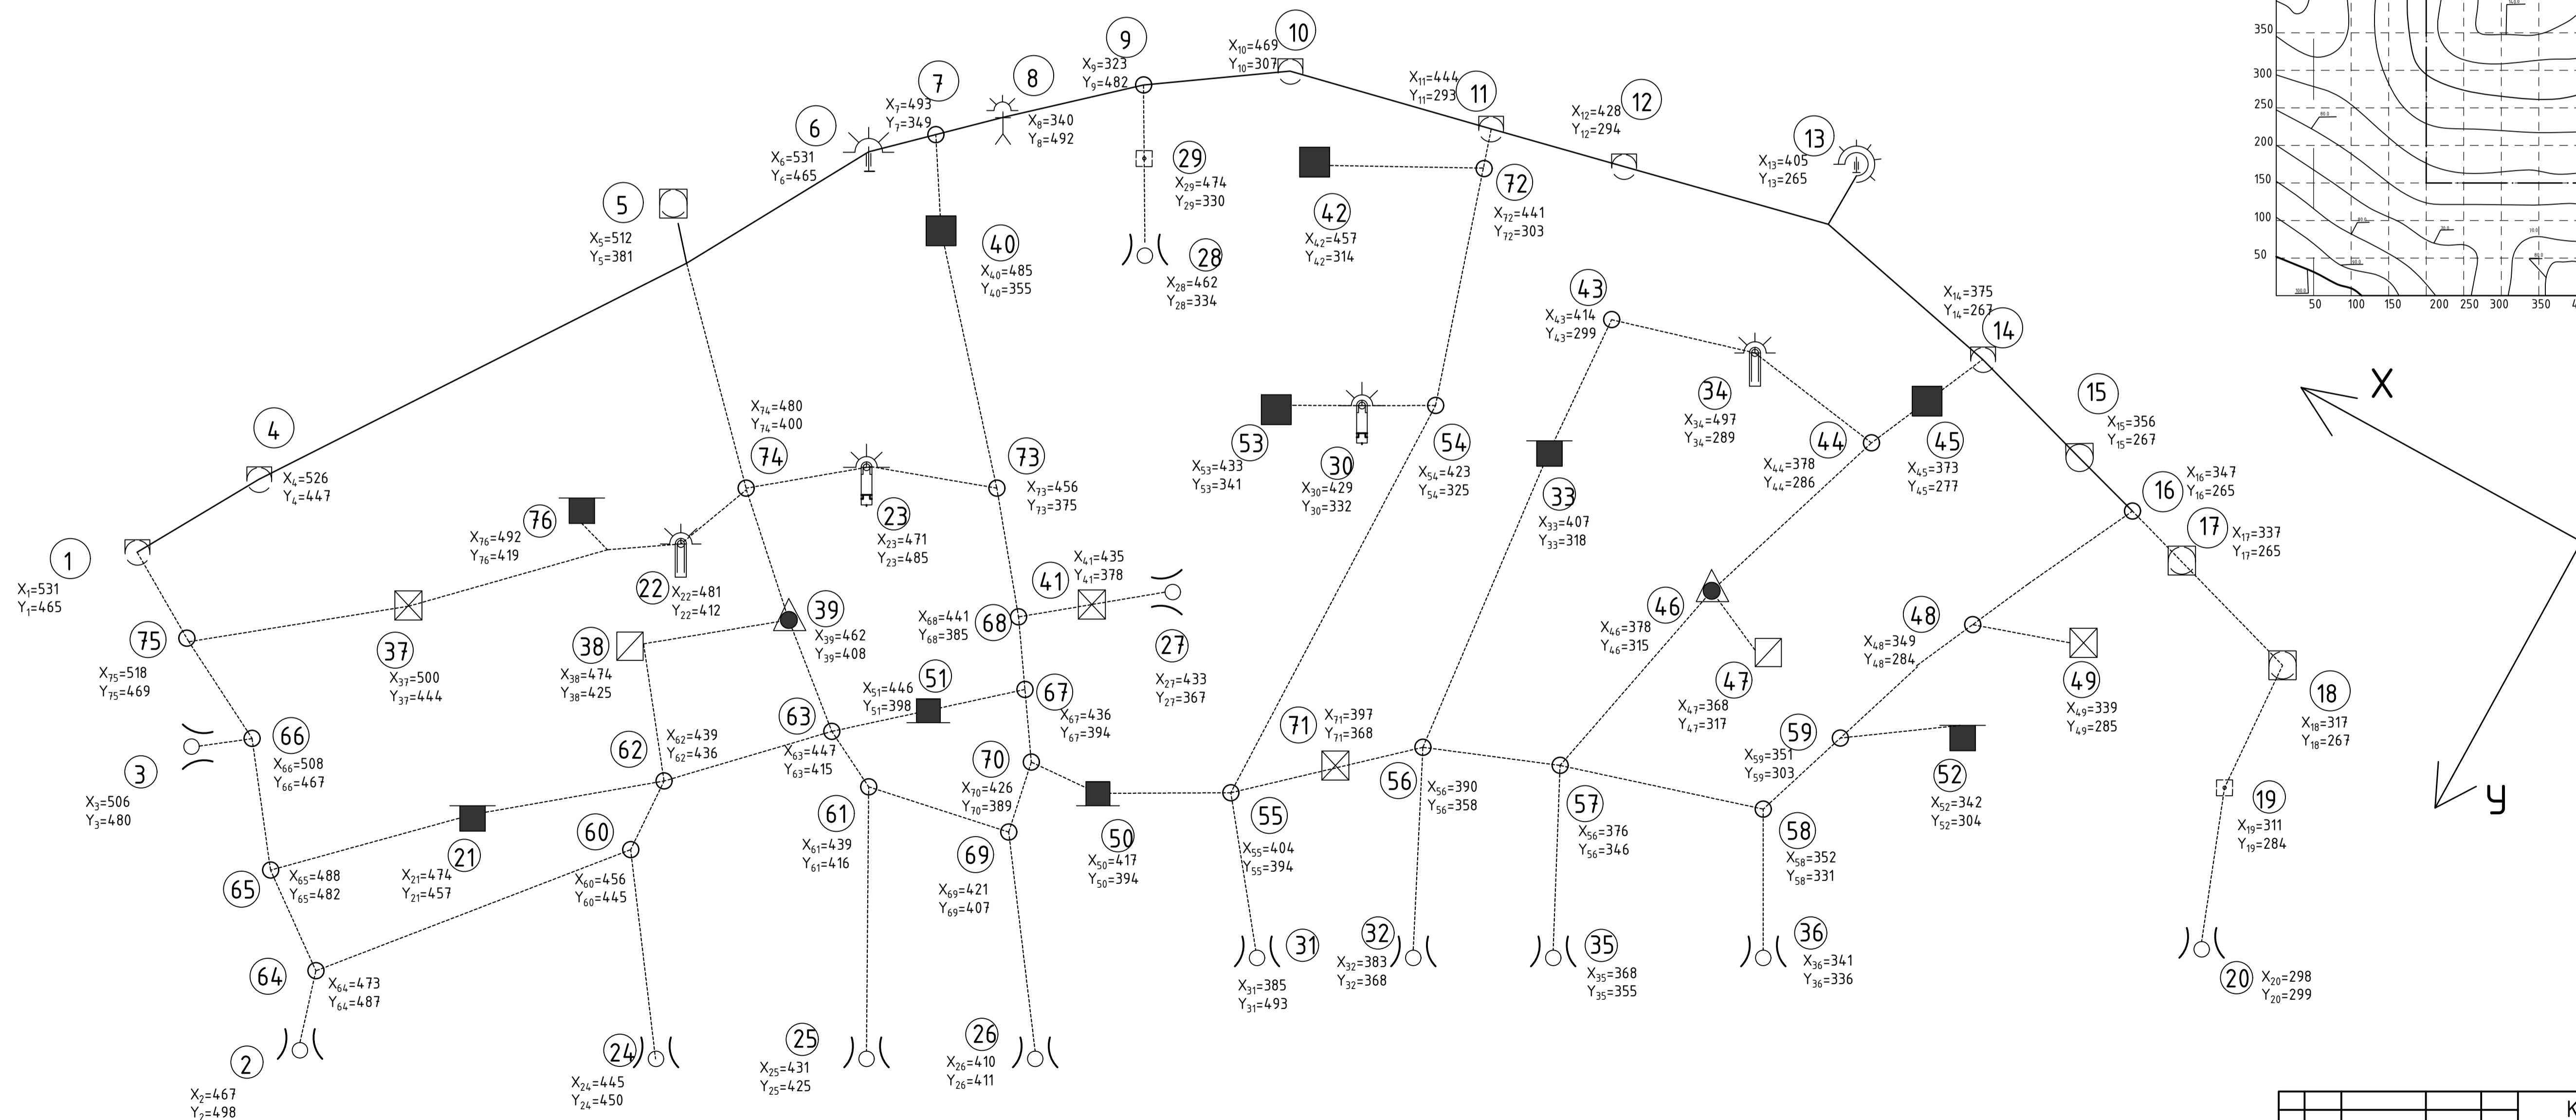 1
X1=531
Y1=465
4
X4=526
Y4=447
5
X5=512
Y5=381
6
X6=531
Y6=465
7
X7=493
Y7=349
8
X8=340
Y8=492
9
X9=323
Y9=482
10
X10=469
Y10=307
11
X11=444
Y11=293
12
X12=428
Y12=294
13
X13=405
Y13=265
14
X14=375
Y14=267
15
X15=356
Y15=267
16
X16=347
Y16=265
17
X17=337
Y17=265
18
X18=317
Y18=267
19
X19=311
Y19=284
20
X20=298
Y20=299
29
X29=474
Y29=330
28
X28=462
Y28=334
40
X40=485
Y40=355
42
X42=457
Y42=314
72
X72=441
Y72=303
43
X43=414
Y43=299
34
X34=497
Y34=289
44
X44=378
Y44=286
45
X45=373
Y45=277
74
X74=480
Y74=400
23
X23=471
Y23=485
73
X73=456
Y73=375
53
X53=433
Y53=341
30
X30=429
Y30=332
54
X54=423
Y54=325
33
X33=407
Y33=318
76
X76=492
Y76=419
22
X22=481
Y22=412
41
X41=435
Y41=378
27
X27=433
Y27=367
39
X39=462
Y39=408
38
X38=474
Y38=425
68
X68=441
Y68=385
46
X46=378
Y46=315
47
X47=368
Y47=317
48
X48=349
Y48=284
49
X49=339
Y49=285
75
X75=518
Y75=469
37
X37=500
Y37=444
51
X51=446
Y51=398
67
X67=436
Y67=394
66
X66=508
Y66=467
3
X3=506
Y3=480
62
X62=439
Y62=436
63
X63=447
Y63=415
71
X71=397
Y71=368
59
X59=351
Y59=303
52
X52=342
Y52=304
70
X70=426
Y70=389
56
X56=390
Y56=358
57
X56=376
Y56=346
58
X58=352
Y58=331
61
X61=439
Y61=416
60
X60=456
Y60=445
21
X21=474
Y21=457
65
X65=488
Y65=482
69
X69=421
Y69=407
50
X50=417
Y50=394
55
X55=404
Y55=394
64
X64=473
Y64=487
31
X31=385
Y31=493
32
X32=383
Y32=368
35
X35=368
Y35=355
36
X36=341
Y36=336
2
X2=467
Y2=498
24
X24=445
Y24=450
25
X25=431
Y25=425
26
X26=410
Y26=411
350
300
250
200
150
100
50
50 100 150 200 250 300 350
X
y